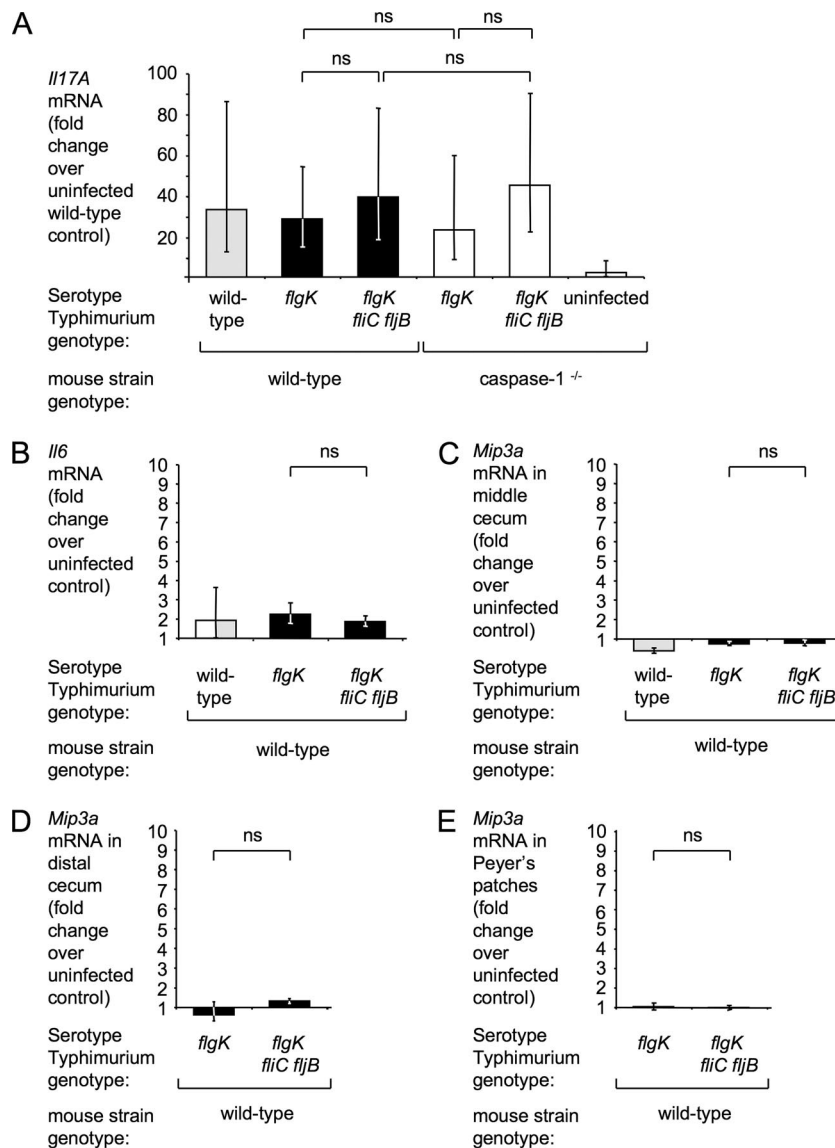 A
ns
ns
ns
ns
Il17A
mRNA
(fold
change
over
uninfected
wild-type
control)
100
80
60
40
20
Serotype
Typhimurium
genotype:
wild-
type
flgK
flgK
fliC fljB
flgK
flgK
fliC fljB
uninfected
mouse strain
genotype:
wild-type
caspase-1 -/-
B
Il6
mRNA
(fold
change
over
uninfected
control)
10
9
8
7
6
5
4
3
2
1
ns
Serotype
Typhimurium
genotype:
wild-
type
flgK
flgK
fliC fljB
mouse strain
genotype:
wild-type
C
Mip3a
mRNA in
middle
cecum
(fold
change
over
uninfected
control)
10
9
8
7
6
5
4
3
2
1
ns
Serotype
Typhimurium
genotype:
wild-
type
flgK
flgK
fliC fljB
mouse strain
genotype:
wild-type
D
Mip3a
mRNA in
distal
cecum
(fold
change
over
uninfected
control)
10
9
8
7
6
5
4
3
2
1
ns
Serotype
Typhimurium
genotype:
flgK
flgK
fliC fljB
mouse strain
genotype:
wild-type
E
Mip3a
mRNA in
Peyer's
patches
(fold
change
over
uninfected
control)
10
9
8
7
6
5
4
3
2
1
ns
Serotype
Typhimurium
genotype:
flgK
flgK
fliC fljB
mouse strain
genotype:
wild-type